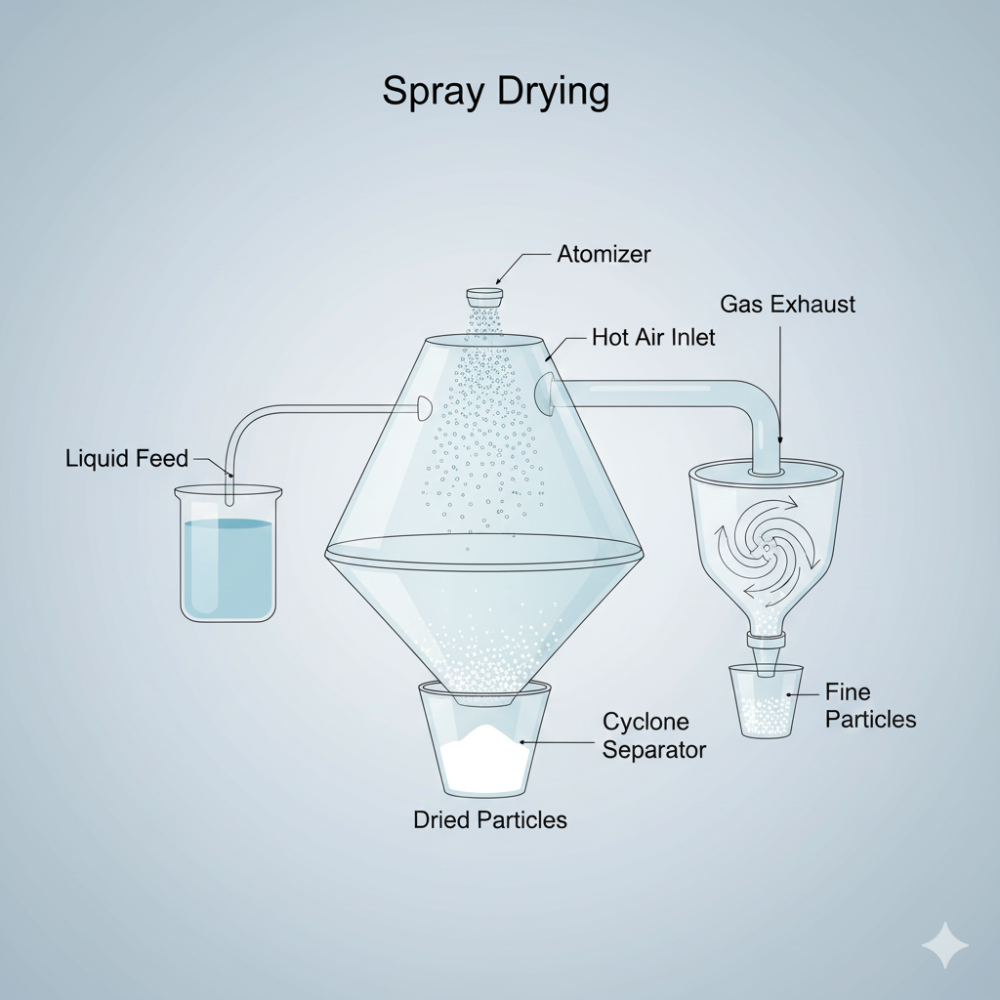 Spray Drying
Atomizer
Gas Exhaust
Hot Air Inlet
Liquid Feed
Fine
Particles
Cyclone
Separator
Dried Particles